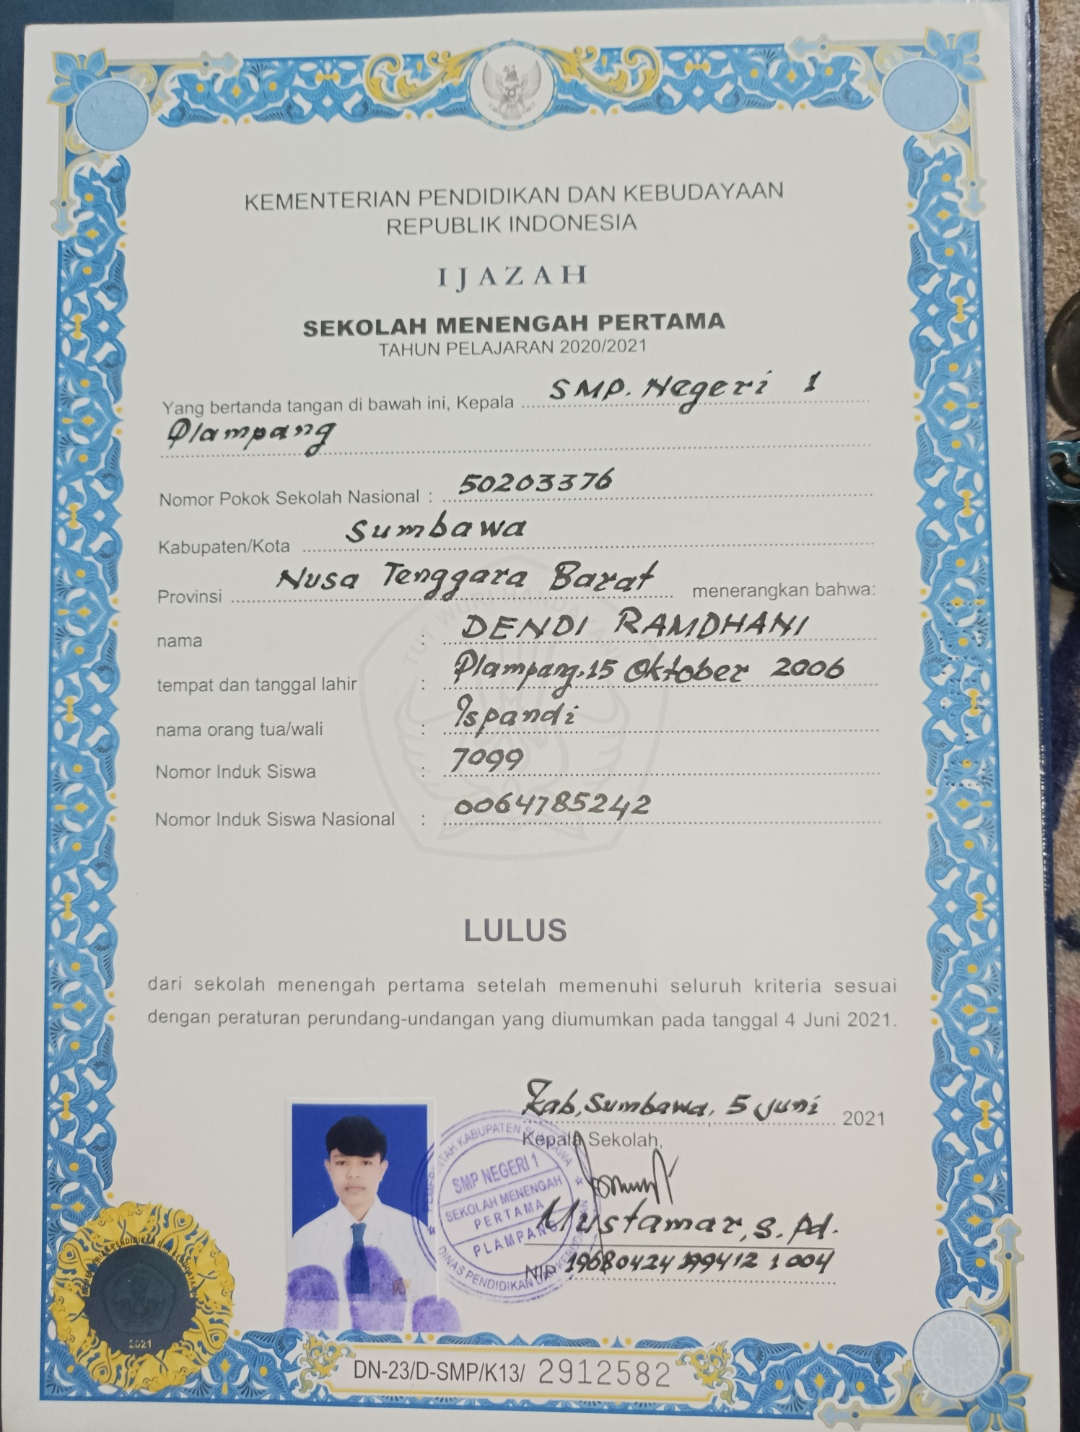 KEMENTERIAN PENDIDIKAN DAN KEBUDAYAAN
REPUBLIK INDONESIA
IJAZAH
SEKOLAH MENENGAH PERTAMA
TAHUN PELAJARAN 2020/2021
Yang bertanda tangan di bawah ini, Kepala SMP. Negeri 1
Plampang
Nomor Pokok Sekolah Nasional : 50203376
Kabupaten/Kota Sumbawa
Provinsi Nusa Tenggara Barat menerangkan bahwa:
nama : DENDI RAMDHANI
tempat dan tanggal lahir : Plampang, 15 Oktober 2006
nama orang tua/wali : Ispandi
Nomor Induk Siswa : 7099
Nomor Induk Siswa Nasional : 0064785242
LULUS
dari sekolah menengah pertama setelah memenuhi seluruh kriteria sesuai
dengan peraturan perundang-undangan yang diumumkan pada tanggal 4 Juni 2021.
Kab, Sumbawa, 5 Juni 2021
Kepala Sekolah,
KABUPATEN
SMP NEGERI 1
SEKOLAH MENENGAH
PERTAMA
PLAMPANG
DINAS PENDIDIKAN
Mustamar, S.Pd.
NIP 19680424 199412 1 004
2021
DN-23/D-SMP/K13/ 2912582